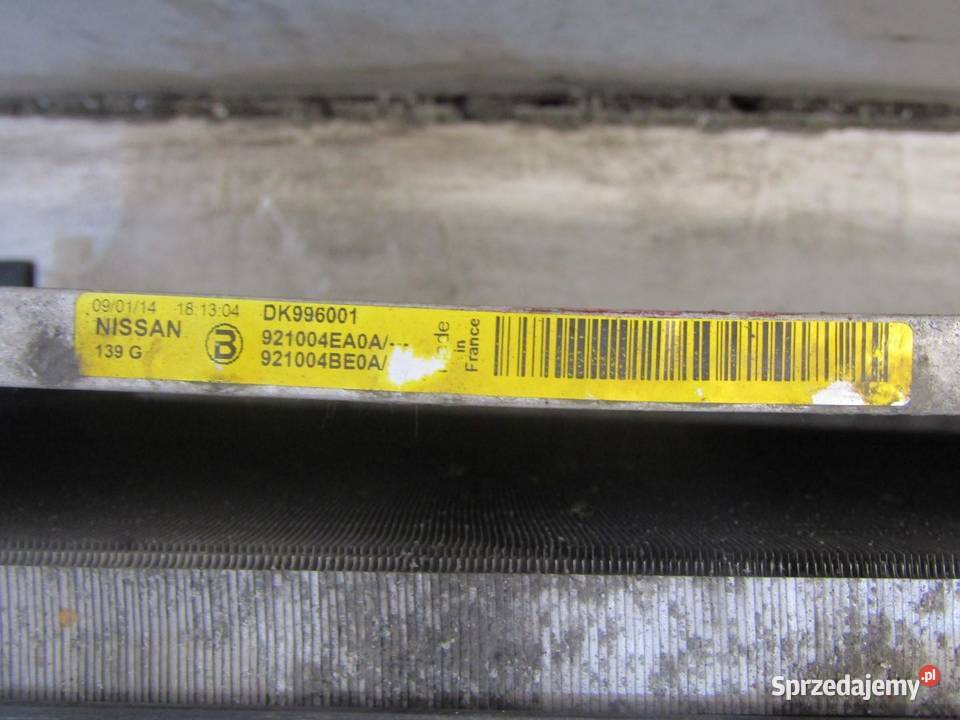 09/01/14 18:13:04 DK996001
NISSAN B 921004EA0A/---
139 G 921004BE0A/
in
France
Sprzedajemy.pl